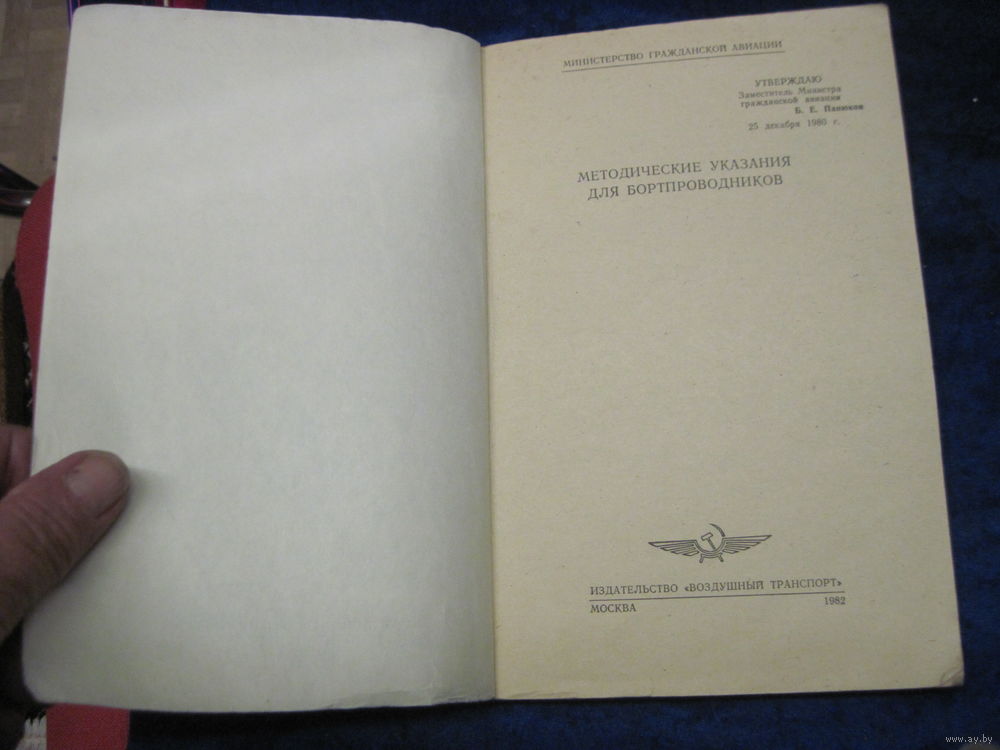 МИНИСТЕРСТВО ГРАЖДАНСКОЙ АВИАЦИИ
УТВЕРЖДАЮ
Заместитель Министра
гражданской авиации
Б. Е. Панюков
25 декабря 1980 г.
МЕТОДИЧЕСКИЕ УКАЗАНИЯ
ДЛЯ БОРТПРОВОДНИКОВ
ИЗДАТЕЛЬСТВО «ВОЗДУШНЫЙ ТРАНСПОРТ»
МОСКВА 1982
www.ay.by